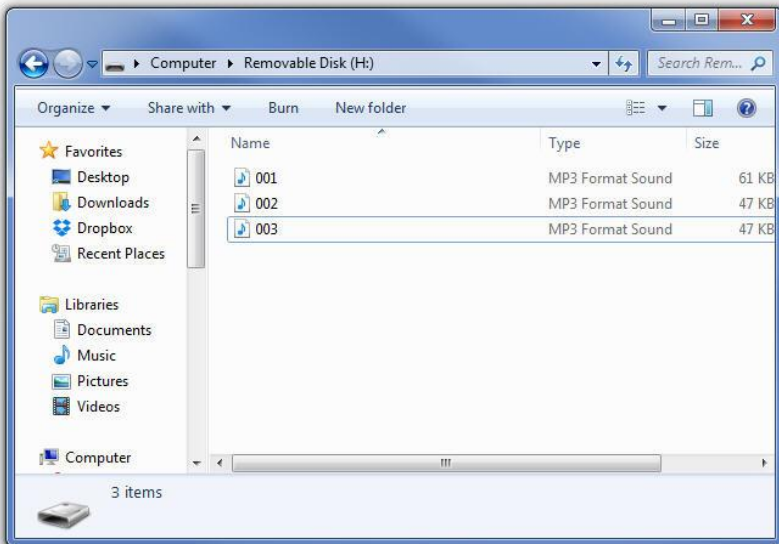 Computer Removable Disk (H:) Search Rem...
Organize Share with Burn New folder
Favorites
Desktop
Downloads
Dropbox
Recent Places
Libraries
Documents
Music
Pictures
Videos
Computer
Name Type Size
001 MP3 Format Sound 61 KB
002 MP3 Format Sound 47 KB
003 MP3 Format Sound 47 KB
3 items